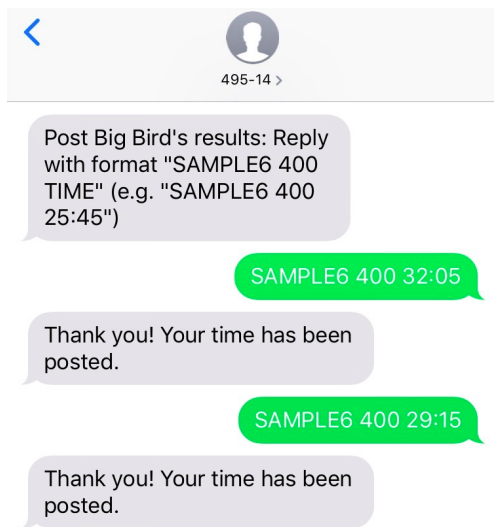 495-14 >
Post Big Bird's results: Reply
with format "SAMPLE6 400
TIME" (e.g. "SAMPLE6 400
25:45")
SAMPLE6 400 32:05
Thank you! Your time has been
posted.
SAMPLE6 400 29:15
Thank you! Your time has been
posted.